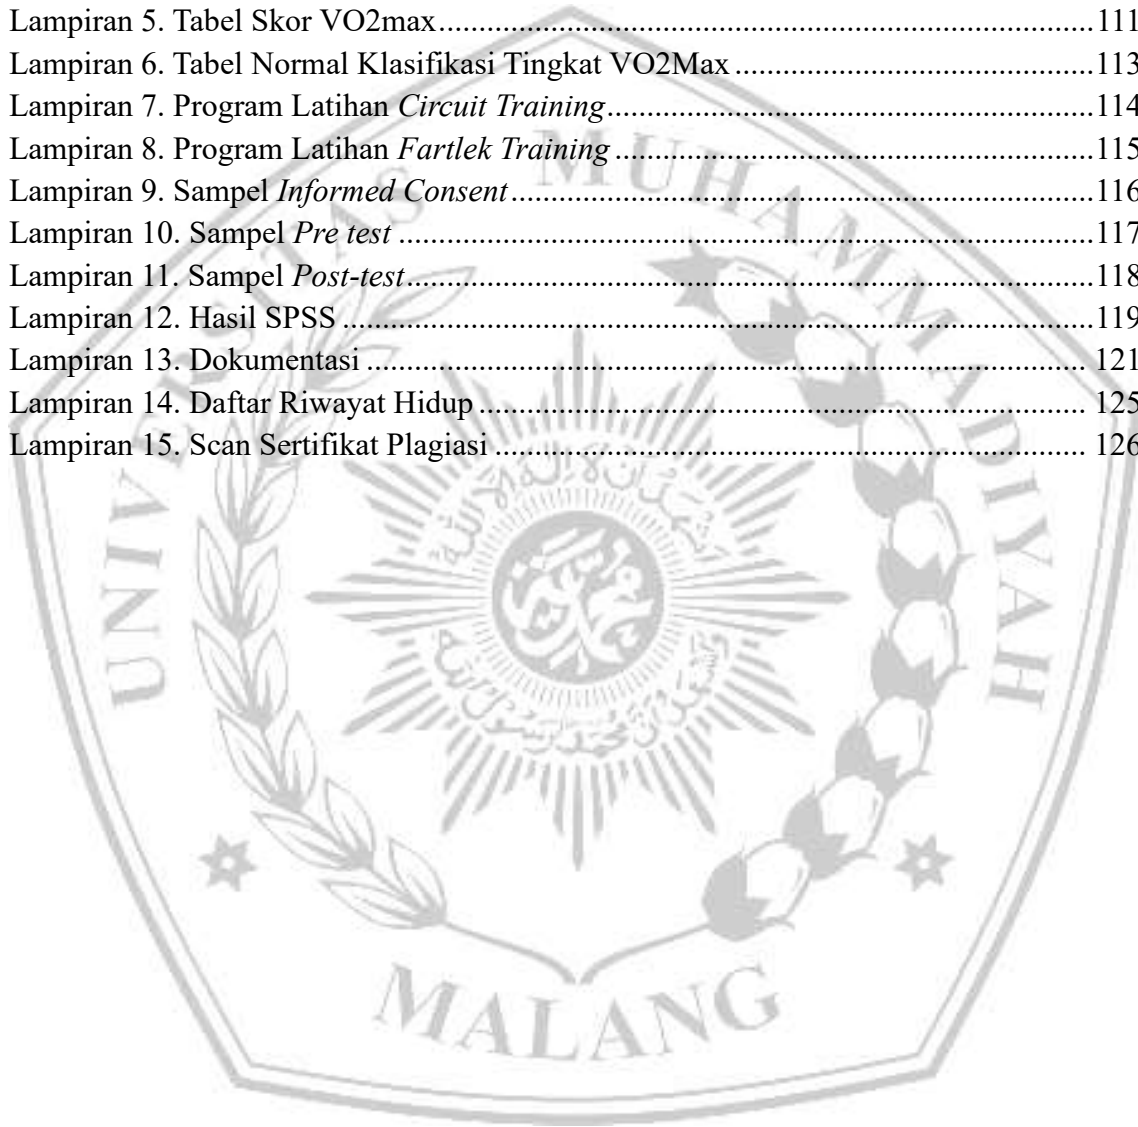 Lampiran 5. Tabel Skor VO2max..........111
Lampiran 6. Tabel Normal Klasifikasi Tingkat VO2Max..........113
Lampiran 7. Program Latihan Circuit Training..........114
Lampiran 8. Program Latihan Fartlek Training..........115
Lampiran 9. Sampel Informed Consent..........116
Lampiran 10. Sampel Pre test..........117
Lampiran 11. Sampel Post-test..........118
Lampiran 12. Hasil SPSS..........119
Lampiran 13. Dokumentasi..........121
Lampiran 14. Daftar Riwayat Hidup..........125
Lampiran 15. Scan Sertifikat Plagiasi..........126
UNIVERSITAS MUHAMMADIYAH
MALANG